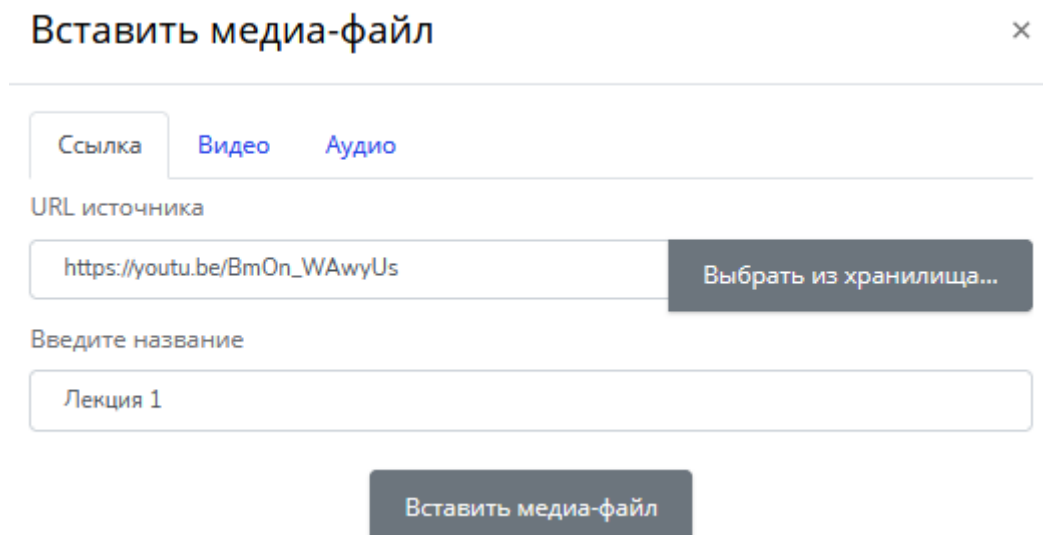 Вставить медиа-файл ×
Ссылка Видео Аудио
URL источника
https://youtu.be/BmOn_WAwyUs Выбрать из хранилища...
Введите название
Лекция 1
Вставить медиа-файл